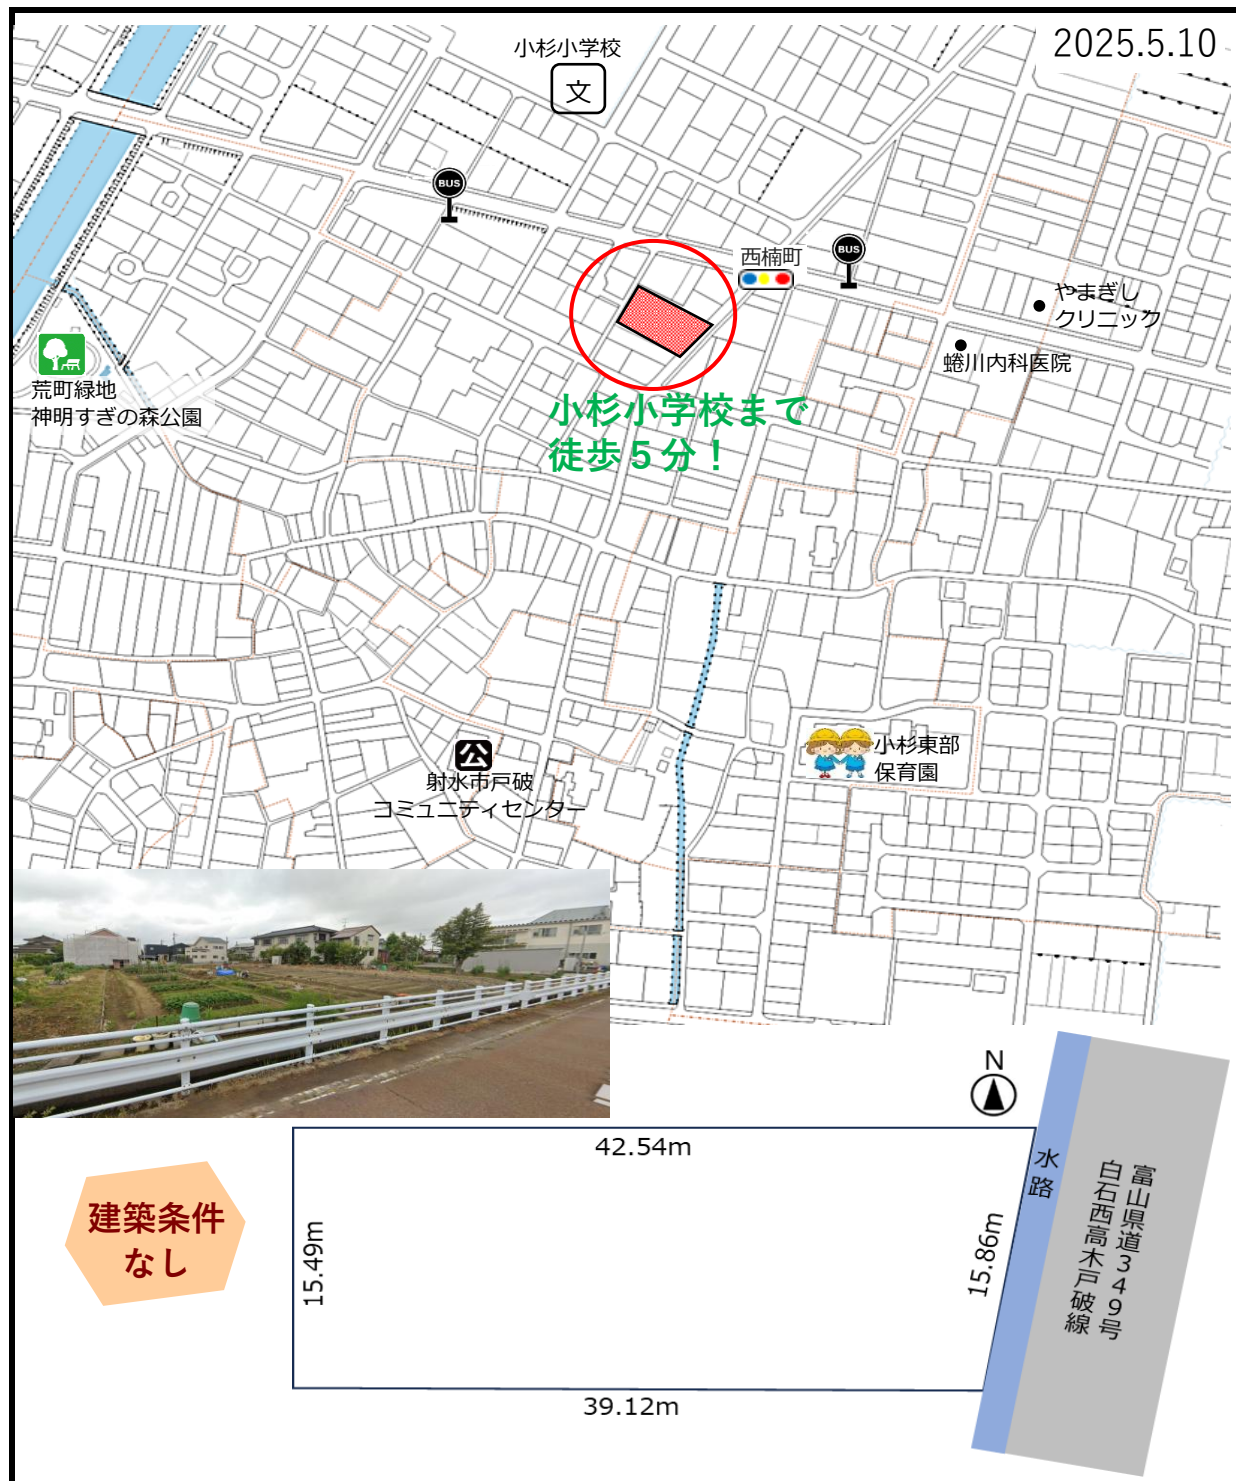 2025.5.10
小杉小学校
文
BUS
西楠町
BUS
やまぎし
クリニック
蜷川内科医院
荒町緑地
神明すぎの森公園
小杉小学校まで
徒歩５分！
小杉東部
保育園
公
射水市戸破
コミュニティセンター
N
42.54m
水路
富山県道349号
白石西高木戸破線
建築条件
なし
15.49m
15.86m
39.12m